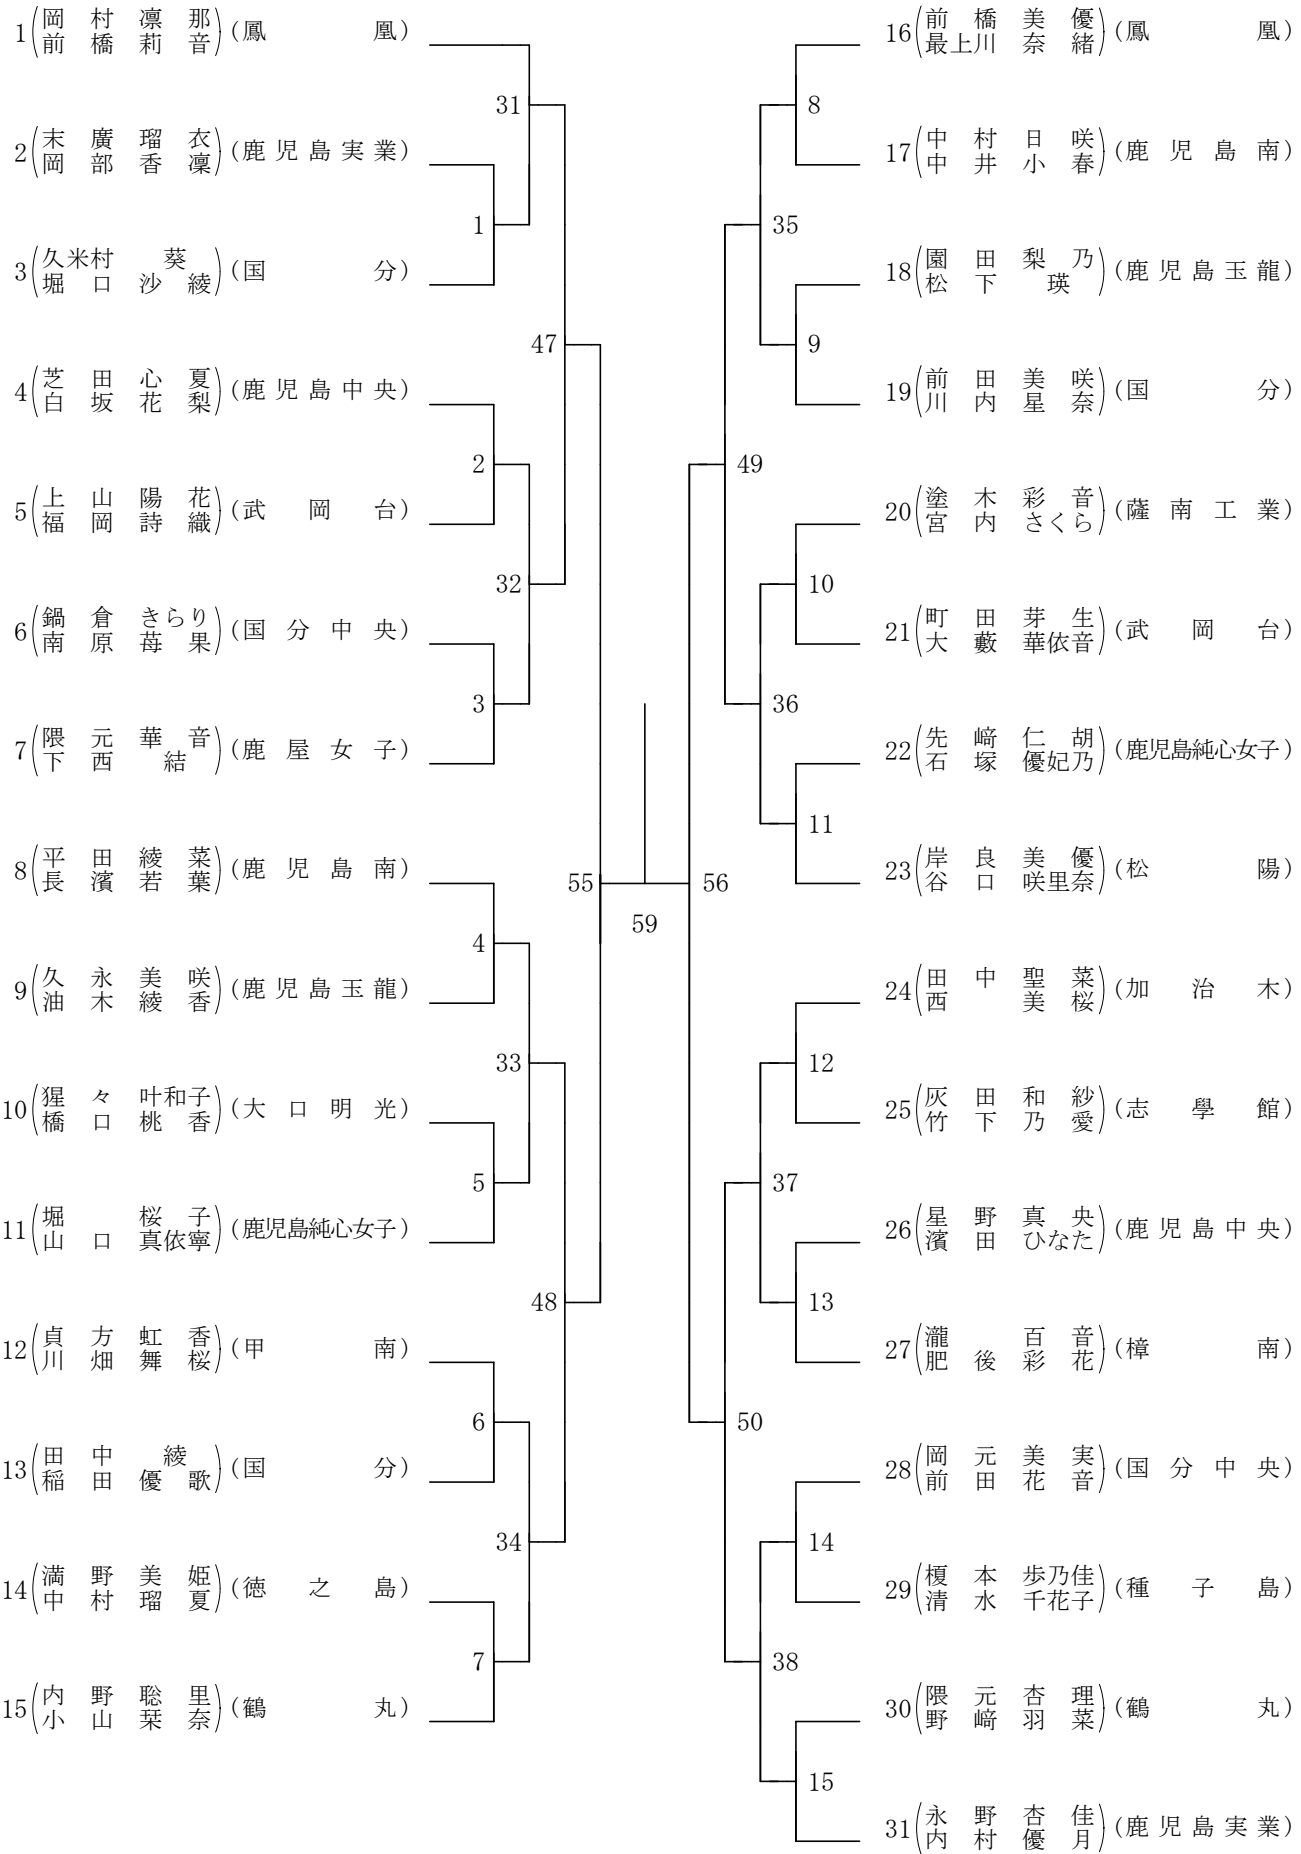 1 (岡村凛那 前橋莉音) (鳳凰)
31
2 (末廣瑠衣 岡部香凜) (鹿児島実業)
1
3 (久米村葵 堀口沙綾) (国分)
47
4 (芝田心夏 白坂花梨) (鹿児島中央)
2
5 (上山陽花 福岡詩織) (武岡台)
32
6 (鍋倉きらり 南原苺果) (国分中央)
3
7 (隈元華音 下西結) (鹿屋女子)
55
8 (平田綾菜 長濱若葉) (鹿児島南)
4
9 (久永美咲 油木綾香) (鹿児島玉龍)
33
10 (猩々叶和子 橋口桃香) (大口明光)
5
11 (堀桜子 山口真依寧) (鹿児島純心女子)
48
12 (貞方虹香 川畑舞桜) (甲南)
6
13 (田中綾 稲田優歌) (国分)
34
14 (満野美姫 中村瑠夏) (徳之島)
7
15 (内野聡里 小山栞奈) (鶴丸)
59
16 (前橋美優 最上川奈緒) (鳳凰)
8
17 (中村日咲 中井小春) (鹿児島南)
35
18 (園田梨乃 松下瑛) (鹿児島玉龍)
9
19 (前田美咲 川内星奈) (国分)
49
20 (塗木彩音 宮内さくら) (薩南工業)
10
21 (町田芽生 大藪華依音) (武岡台)
36
22 (先﨑仁胡 石塚優妃乃) (鹿児島純心女子)
11
23 (岸良美優 谷口咲里奈) (松陽)
56
24 (田中聖菜 西美桜) (加治木)
12
25 (灰田和紗 竹下乃愛) (志學館)
37
26 (星野真央 濱田ひなた) (鹿児島中央)
13
27 (瀧百音 肥後彩花) (樟南)
50
28 (岡元美実 前田花音) (国分中央)
14
29 (榎本歩乃佳 清水千花子) (種子島)
38
30 (隈元杏理 野﨑羽菜) (鶴丸)
15
31 (永野杏佳 内村優月) (鹿児島実業)